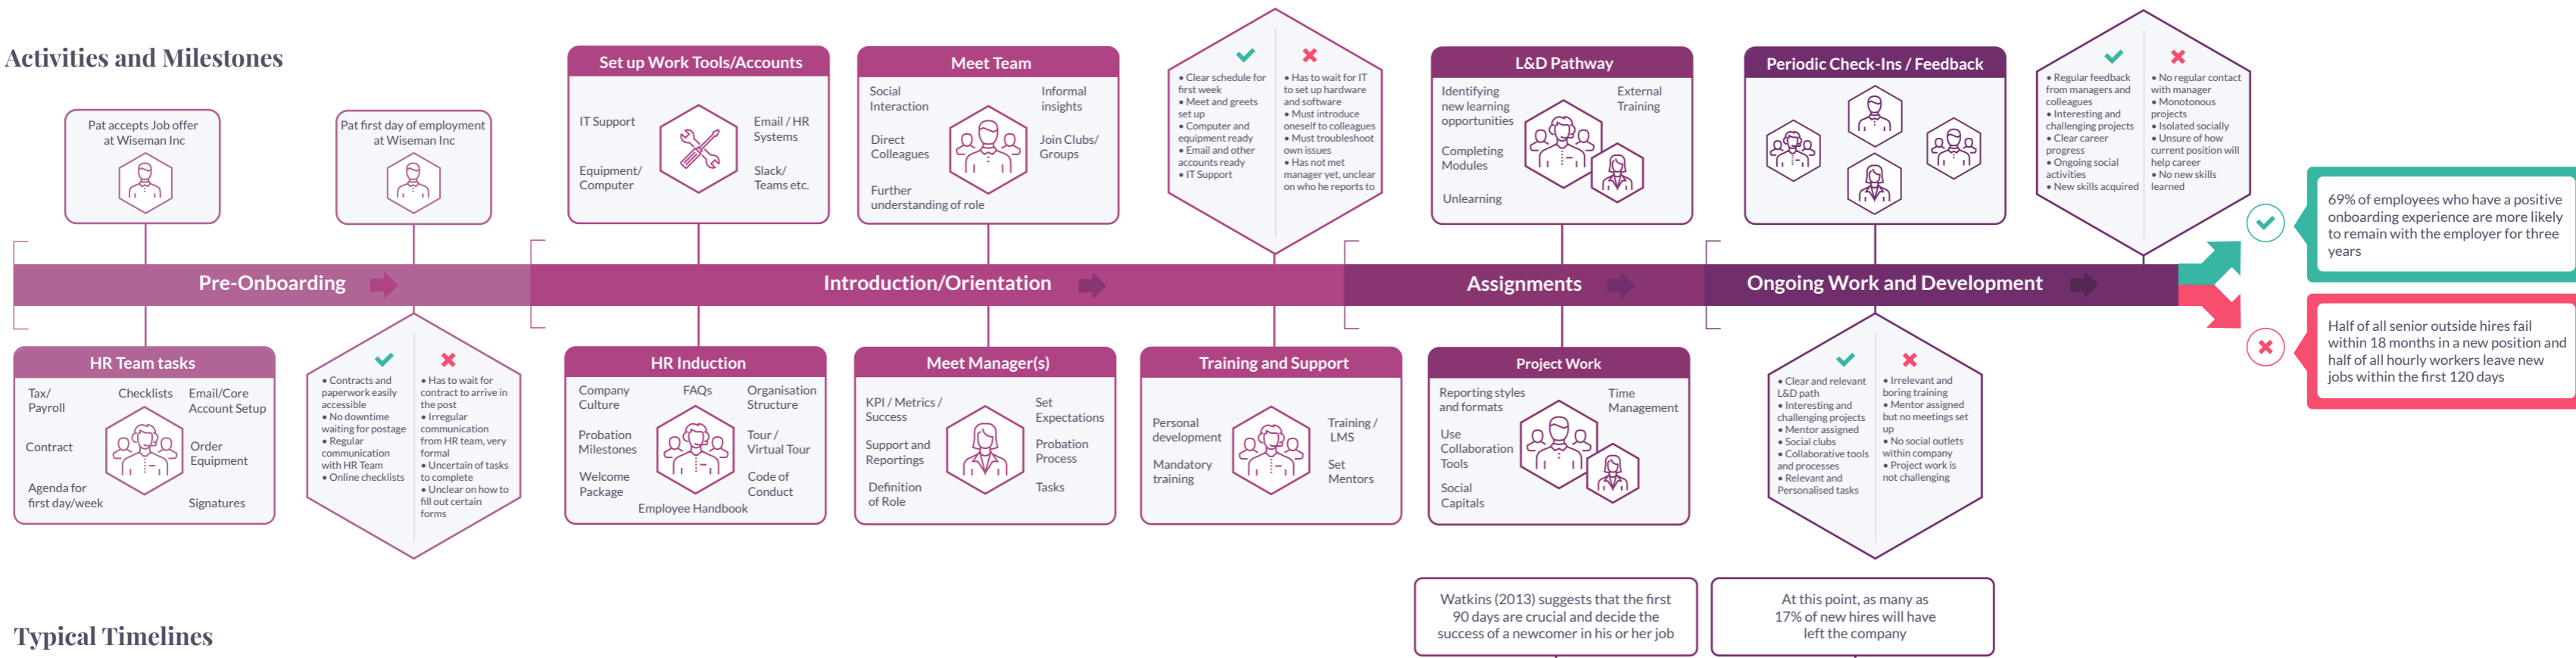 Activities and Milestones
Pat accepts Job offer
at Wiseman Inc
Pat first day of employment
at Wiseman Inc
Set up Work Tools/Accounts
IT Support
Email / HR
Systems
Equipment/
Computer
Slack/
Teams etc.
Meet Team
Social
Interaction
Informal
insights
Direct
Colleagues
Join Clubs/
Groups
Further
understanding of role
• Clear schedule for
first week
• Meet and greets
set up
• Computer and
equipment ready
• Email and other
accounts ready
• IT Support
• Has to wait for IT
to set up hardware
and software
• Must introduce
oneself to colleagues
• Must troubleshoot
own issues
• Has not met
manager yet, unclear
on who he reports to
L&D Pathway
Identifying
new learning
opportunities
External
Training
Completing
Modules
Unlearning
Periodic Check-Ins / Feedback
• Regular feedback
from managers and
colleagues
• Interesting and
challenging projects
• Clear career
progress
• Ongoing social
activities
• New skills acquired
• No regular contact
with manager
• Monotonous
projects
• Isolated socially
• Unsure of how
current position will
help career
• No new skills
learned
69% of employees who have a positive
onboarding experience are more likely
to remain with the employer for three
years
Pre-Onboarding
Introduction/Orientation
Assignments
Ongoing Work and Development
Half of all senior outside hires fail
within 18 months in a new position and
half of all hourly workers leave new
jobs within the first 120 days
HR Team tasks
Tax/
Payroll
Checklists
Email/Core
Account Setup
Contract
Order
Equipment
Agenda for
first day/week
Signatures
• Contracts and
paperwork easily
accessible
• No downtime
waiting for postage
• Regular
communication
with HR Team
• Online checklists
• Has to wait for
contract to arrive in
the post
• Irregular
communication
from HR team, very
formal
• Uncertain of tasks
to complete
• Unclear on how to
fill out certain
forms
HR Induction
Company
Culture
FAQs
Organisation
Structure
Probation
Milestones
Tour /
Virtual Tour
Welcome
Package
Code of
Conduct
Employee Handbook
Meet Manager(s)
KPI / Metrics /
Success
Set
Expectations
Support and
Reportings
Probation
Process
Definition
of Role
Tasks
Training and Support
Personal
development
Training /
LMS
Mandatory
training
Set
Mentors
Project Work
Reporting styles
and formats
Time
Management
Use
Collaboration
Tools
Social
Capitals
• Clear and relevant
L&D path
• Interesting and
challenging projects
• Mentor assigned
• Social clubs
• Collaborative tools
and processes
• Relevant and
Personalised tasks
• Irrelevant and
boring training
• Mentor assigned
but no meetings set
up
• No social outlets
within company
• Project work is
not challenging
Typical Timelines
Watkins (2013) suggests that the first
90 days are crucial and decide the
success of a newcomer in his or her job
At this point, as many as
17% of new hires will have
left the company